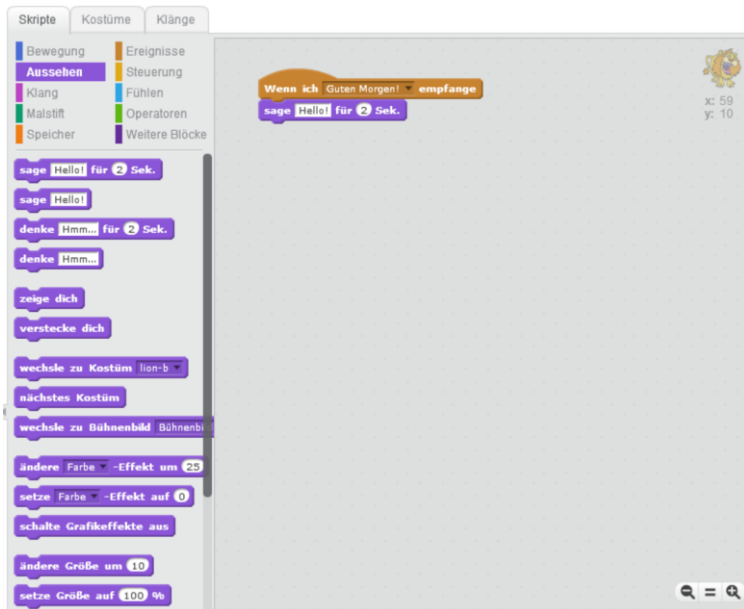 Skripte Kostüme Klänge
Bewegung Ereignisse
Aussehen Steuerung
Klang Fühlen
Malstift Operatoren
Speicher Weitere Blöcke
sage Hello! für 2 Sek.
sage Hello!
denke Hmm... für 2 Sek.
denke Hmm...
zeige dich
verstecke dich
wechsle zu Kostüm lion-b
nächstes Kostüm
wechsle zu Bühnenbild
ändere Farbe -Effekt um 25
setze Farbe -Effekt auf 0
schalte Grafikeffekte aus
ändere Größe um 10
setze Größe auf 100 %
Wenn ich Guten Morgen! empfange
sage Hello! für 2 Sek.
x: 59
y: 10